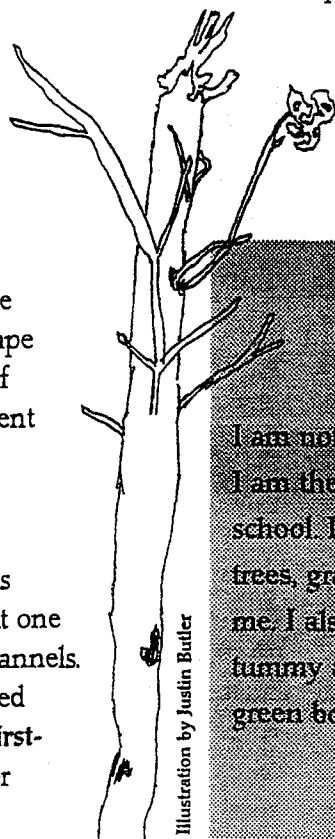 e
ape
f
ent
s
t one
annels.
ed
irst-
r
Illustration by Justin Butler
I am no
I am the
school. I
trees, gr
me. I als
tummy
green be